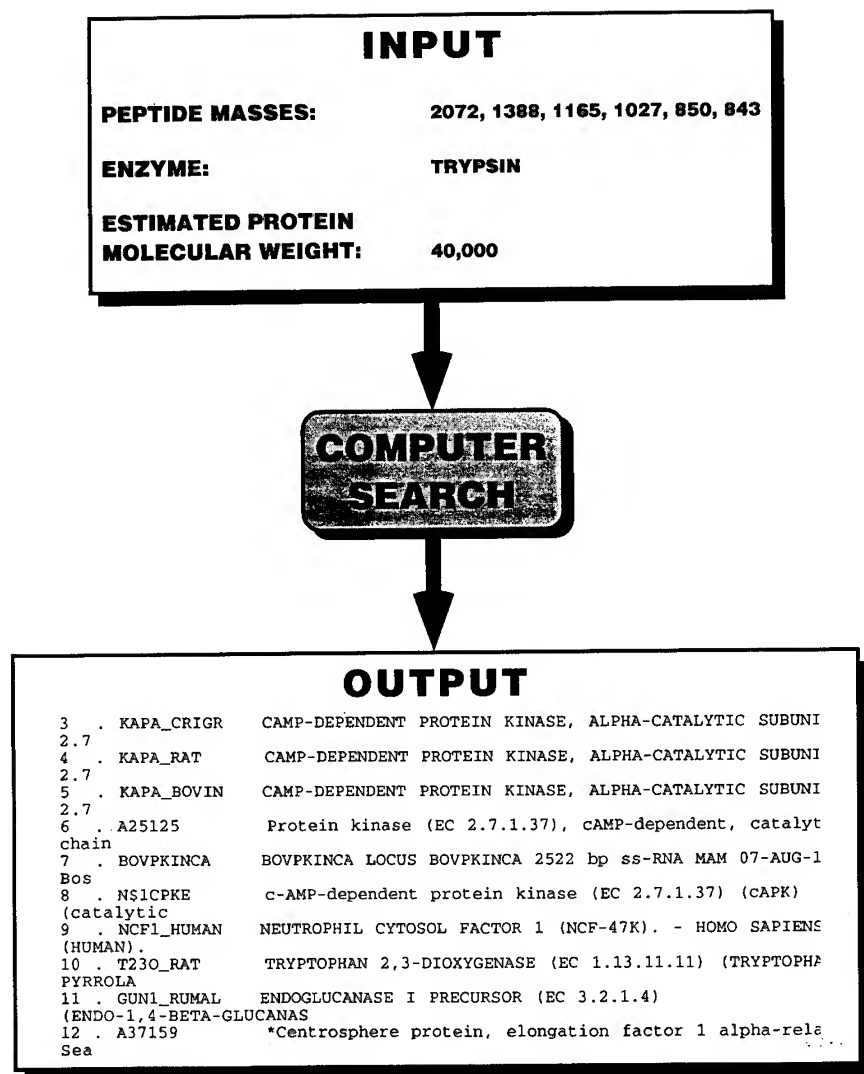 INPUT
PEPTIDE MASSES: 2072, 1388, 1165, 1027, 850, 843
ENZYME: TRYPSIN
ESTIMATED PROTEIN
MOLECULAR WEIGHT: 40,000
COMPUTER
SEARCH
OUTPUT
3 . KAPA_CRIGR CAMP-DEPENDENT PROTEIN KINASE, ALPHA-CATALYTIC SUBUNI
2.7
4 . KAPA_RAT CAMP-DEPENDENT PROTEIN KINASE, ALPHA-CATALYTIC SUBUNI
2.7
5 . KAPA_BOVIN CAMP-DEPENDENT PROTEIN KINASE, ALPHA-CATALYTIC SUBUNI
2.7
6 . A25125 Protein kinase (EC 2.7.1.37), cAMP-dependent, catalyt
chain
7 . BOVPKINCA BOVPKINCA LOCUS BOVPKINCA 2522 bp ss-RNA MAM 07-AUG-1
Bos
8 . N$1CPKE c-AMP-dependent protein kinase (EC 2.7.1.37) (cAPK)
(catalytic
9 . NCF1_HUMAN NEUTROPHIL CYTOSOL FACTOR 1 (NCF-47K). - HOMO SAPIENS
(HUMAN).
10 . T23O_RAT TRYPTOPHAN 2,3-DIOXYGENASE (EC 1.13.11.11) (TRYPTOPHA
PYRROLA
11 . GUN1_RUMAL ENDOGLUCANASE I PRECURSOR (EC 3.2.1.4)
(ENDO-1,4-BETA-GLUCANAS
12 . A37159 *Centrosphere protein, elongation factor 1 alpha-rela
Sea